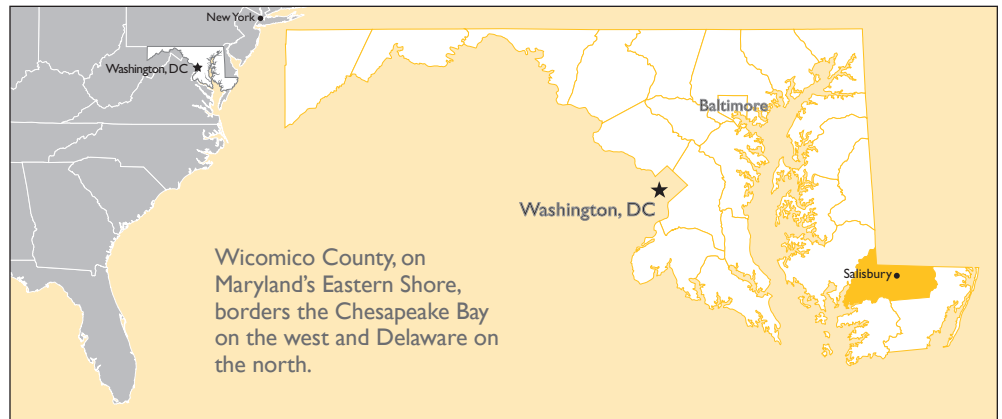 New York
Washington, DC
Baltimore
Washington, DC
Salisbury
Wicomico County, on
Maryland's Eastern Shore,
borders the Chesapeake Bay
on the west and Delaware on
the north.